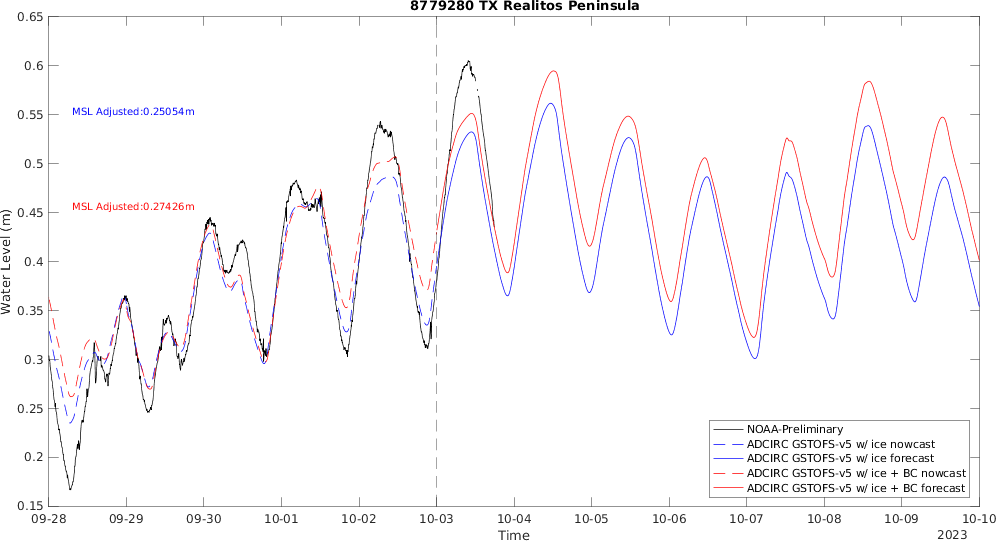 8779280 TX Realitos Peninsula
Water Level (m)
0.65
0.6
0.55
0.5
0.45
0.4
0.35
0.3
0.25
0.2
0.15
MSL Adjusted:0.25054m
MSL Adjusted:0.27426m
NOAA-Preliminary
ADCIRC GSTOFS-v5 w/ ice nowcast
ADCIRC GSTOFS-v5 w/ ice forecast
ADCIRC GSTOFS-v5 w/ ice + BC nowcast
ADCIRC GSTOFS-v5 w/ ice + BC forecast
09-28 09-29 09-30 10-01 10-02 10-03 10-04 10-05 10-06 10-07 10-08 10-09 10-10
Time
2023